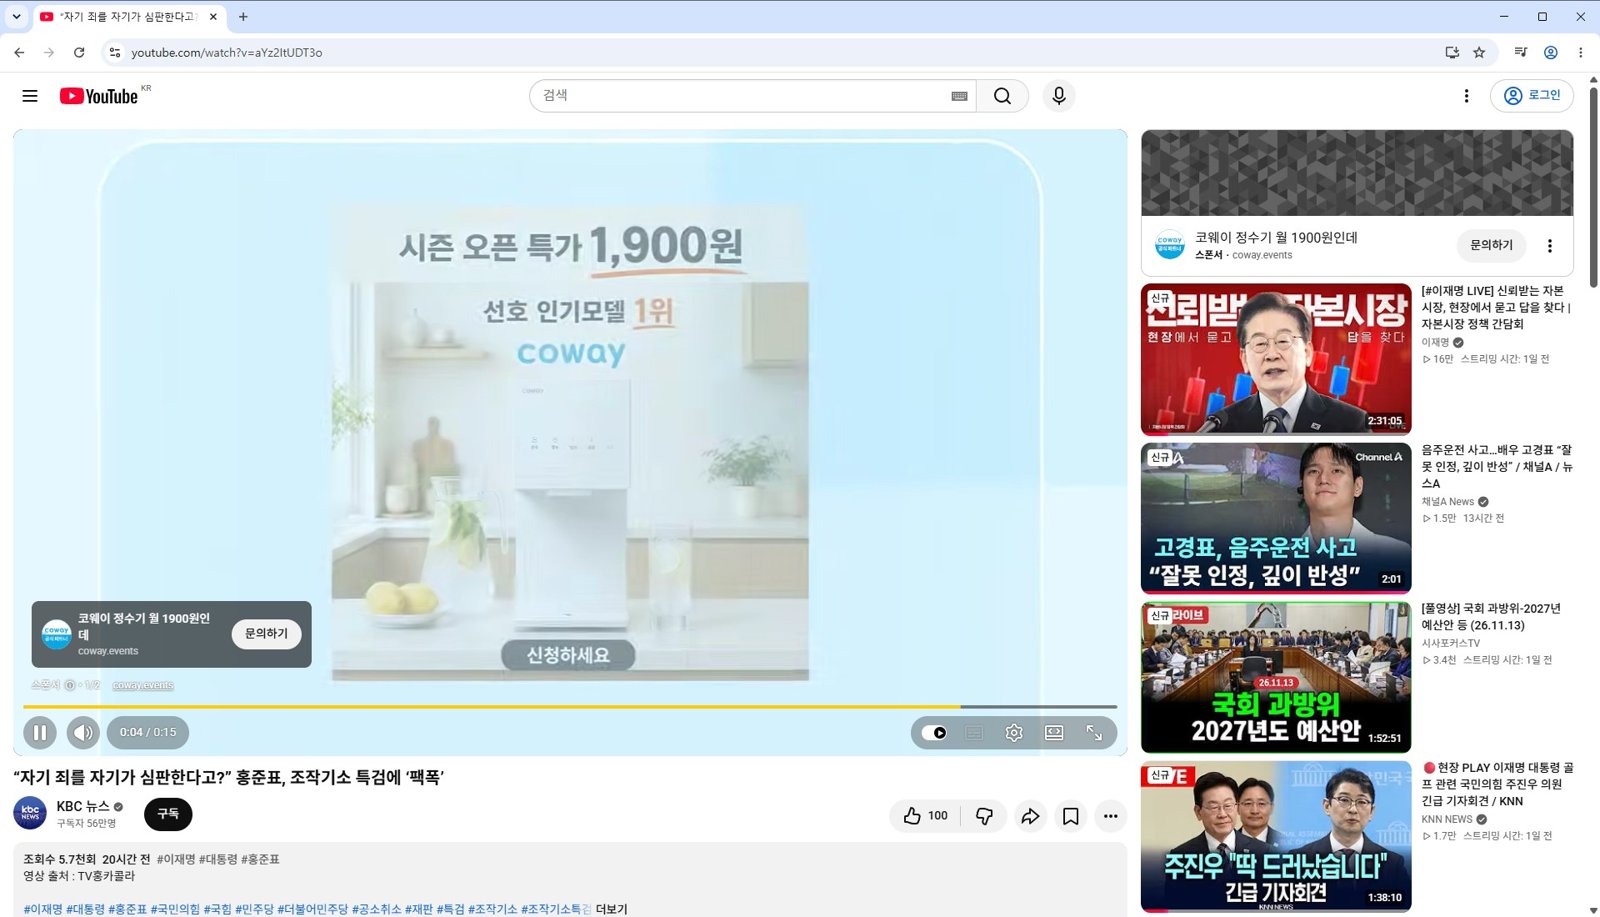 “자기 죄를 자기가 심판한다고?
youtube.com/watch?v=aYz2ItUDT3o
YouTube KR
검색
로그인
시즌 오픈 특가 1,900원
선호 인기모델 1위
coway
coway
신청하세요
coway
코웨이 정수기 월 1900원인
데
coway.events
문의하기
스폰서 · 1/2 coway.events
0:04 / 0:15
“자기 죄를 자기가 심판한다고?” 홍준표, 조작기소 특검에 ‘팩폭’
kbc NEWS
KBC 뉴스
구독자 56만명
구독
100
조회수 5.7천회 20시간 전 #이재명 #대통령 #홍준표
영상 출처 : TV홍카콜라
#이재명 #대통령 #홍준표 #국민의힘 #국힘 #민주당 #더불어민주당 #공소취소 #재판 #특검 #조작기소 #조작기소특검 더보기
coway
코웨이 정수기 월 1900원인데
스폰서 · coway.events
문의하기
신규
신뢰받는 자본시장
현장에서 묻고 답을 찾다
2:31:05
[#이재명 LIVE] 신뢰받는 자본
시장, 현장에서 묻고 답을 찾다 |
자본시장 정책 간담회
이재명
16만 스트리밍 시간: 1일 전
신규
Channel A
고경표, 음주운전 사고
“잘못 인정, 깊이 반성”
2:01
음주운전 사고…배우 고경표 “잘
못 인정, 깊이 반성” / 채널A / 뉴
스A
채널A News
1.5만 13시간 전
신규
라이브
26.11.13
국회 과방위
2027년도 예산안
1:52:51
[풀영상] 국회 과방위-2027년
예산안 등 (26.11.13)
시사포커스TV
3.4천 스트리밍 시간: 1일 전
신규
LIVE
주진우 "딱 드러났습니다"
긴급 기자회견
KNN NEWS
1:38:10
현장 PLAY 이재명 대통령 골
프 관련 국민의힘 주진우 의원
긴급 기자회견 / KNN
KNN NEWS
1.7만 스트리밍 시간: 1일 전